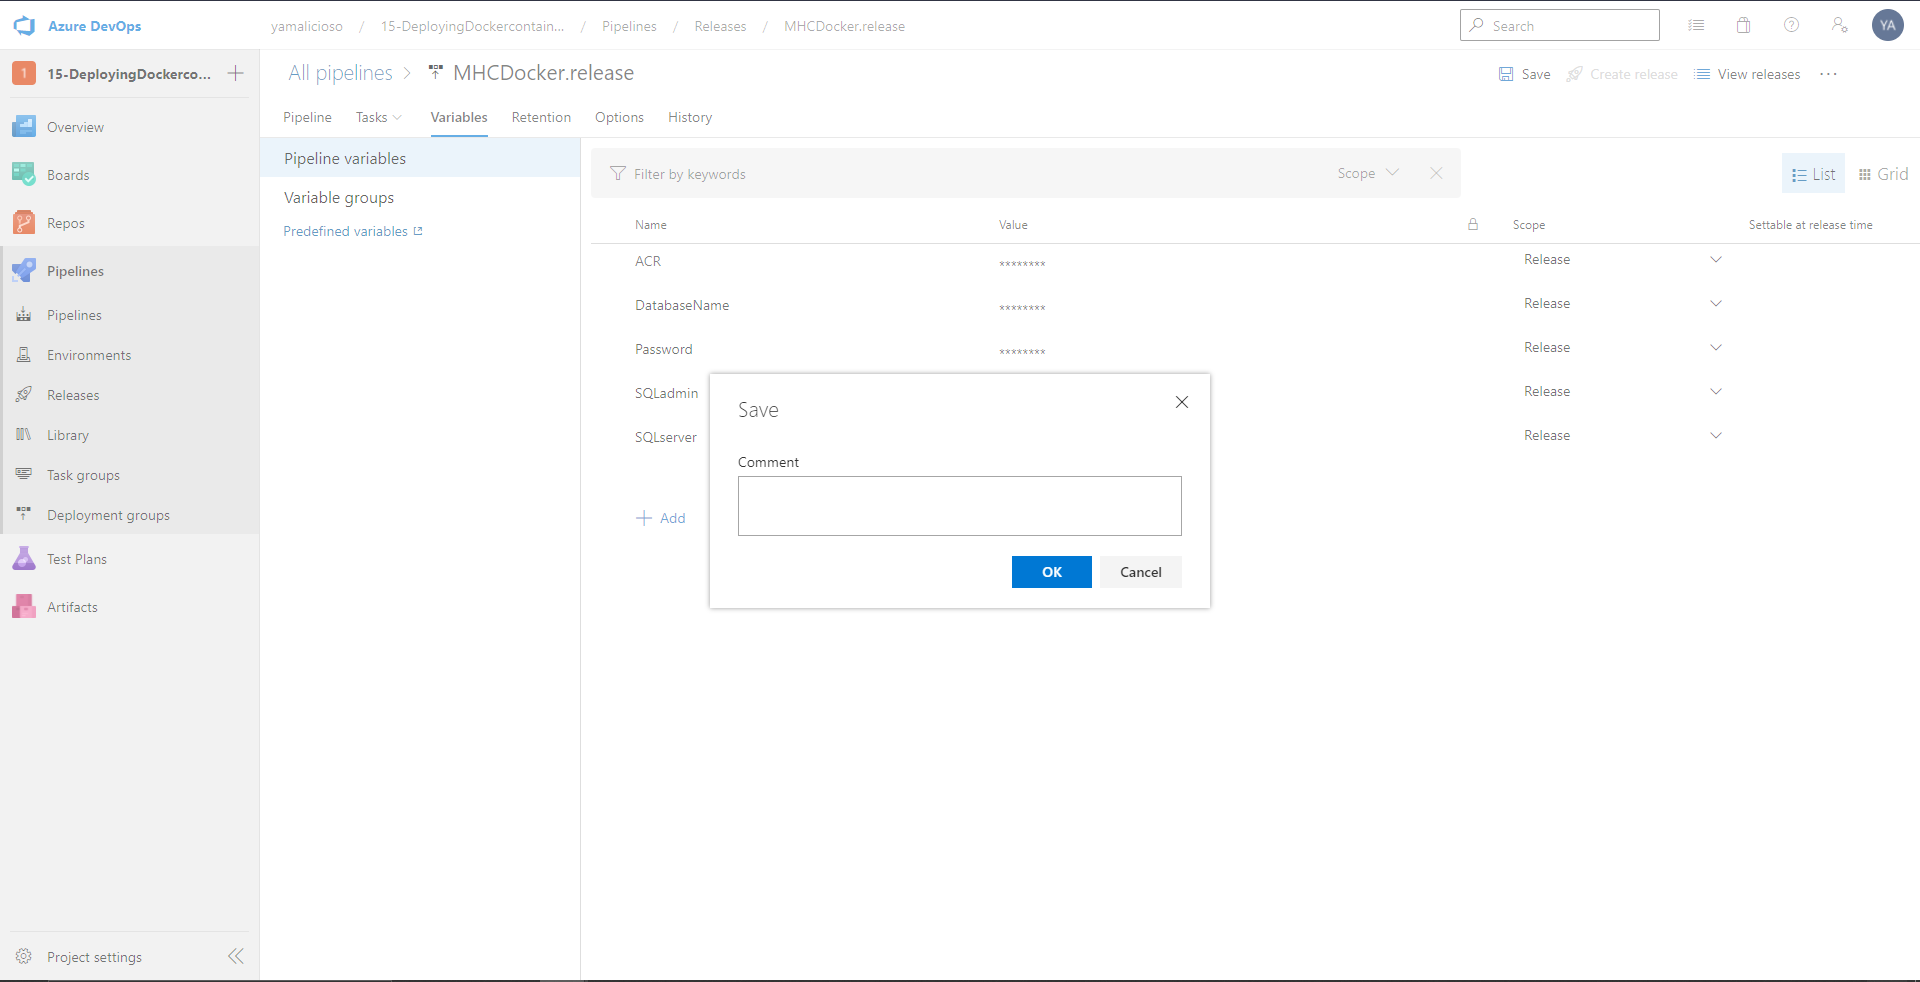 Azure DevOps
yamalicioso / 15-DeployingDockercontain... / Pipelines / Releases / MHCDocker.release
Search
YA
1
15-DeployingDockerco...
All pipelines > MHCDocker.release
Save
Create release
View releases
...
Overview
Boards
Repos
Pipelines
Pipelines
Environments
Releases
Library
Task groups
Deployment groups
Test Plans
Artifacts
Project settings
Pipeline Tasks Variables Retention Options History
Pipeline variables
Variable groups
Predefined variables
Filter by keywords
Scope
List
Grid
Name Value Scope Settable at release time
ACR ******** Release
DatabaseName ******** Release
Password ******** Release
SQLadmin Release
SQLserver Release
+ Add
Save
Comment
OK
Cancel